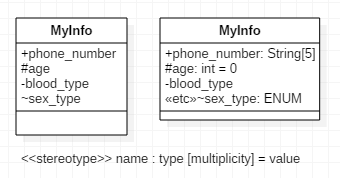 MyInfo
+phone_number
#age
-blood_type
~sex_type
MyInfo
+phone_number: String[5]
#age: int = 0
-blood_type
«etc»~sex_type: ENUM
<<stereotype>> name : type [multiplicity] = value